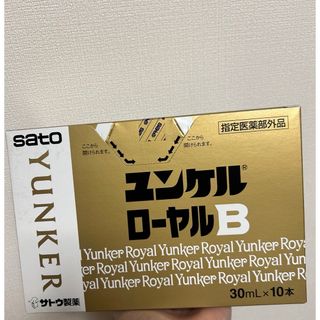 sato
YUNKER
サトウ製薬
ここから
開けられます。
ここから
開けられます。
指定医薬部外品
ユンケル®
ローヤルB
Yunker Royal Yunker Royal Yunker Royal Yunker
Royal Yunker Royal Yunker Royal Yunker Royal
30mL×10本